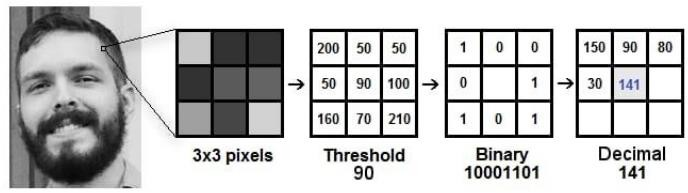 200 50 50
50 90 100
160 70 210
1 0 0
0 1
1 0 1
150 90 80
30 141
3x3 pixels
Threshold
90
Binary
10001101
Decimal
141